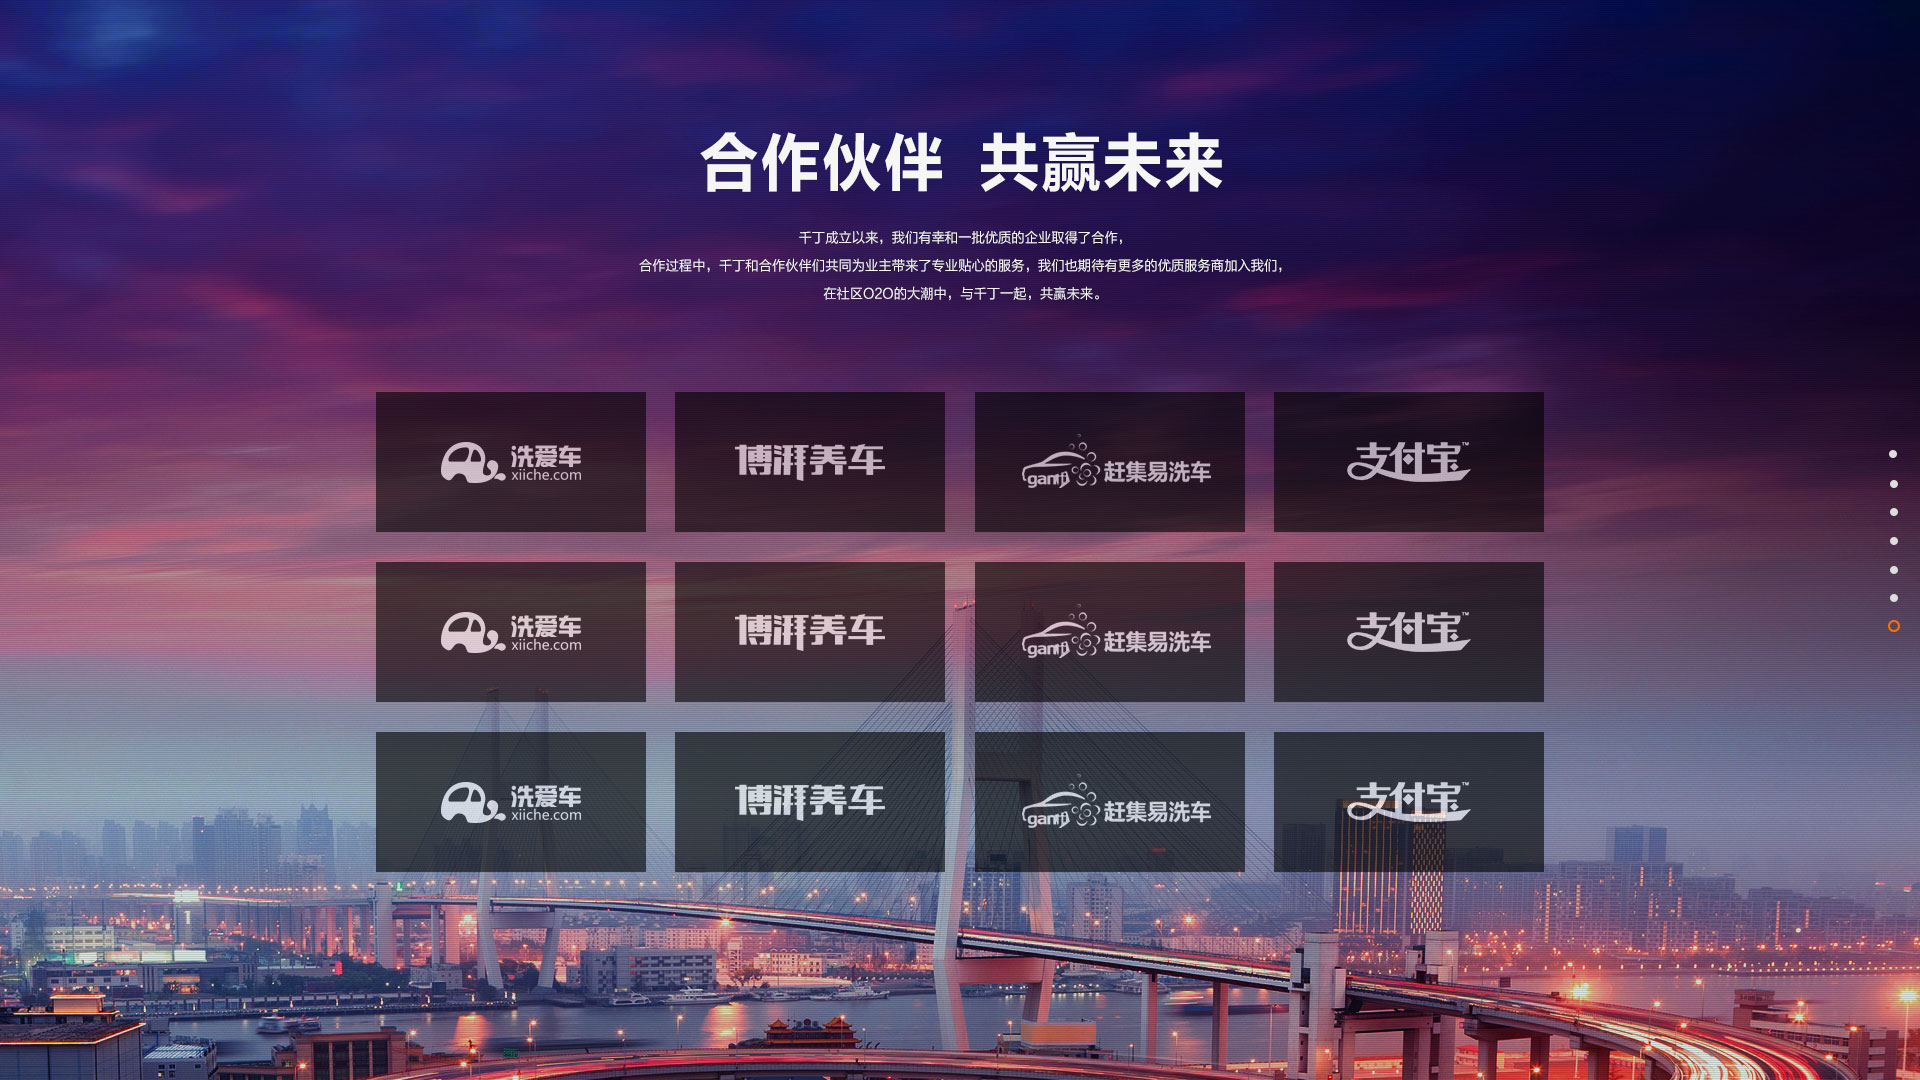 合作伙伴 共赢未来
千丁成立以来，我们有幸和一批优质的企业取得了合作，
合作过程中，千丁和合作伙伴们共同为业主带来了专业贴心的服务，我们也期待有更多的优质服务商加入我们，
在社区O2O的大潮中，与千丁一起，共赢未来。
洗爱车
xiiche.com
博湃养车
ganji 赶集易洗车
支付宝™
洗爱车
xiiche.com
博湃养车
ganji 赶集易洗车
支付宝™
洗爱车
xiiche.com
博湃养车
ganji 赶集易洗车
支付宝™